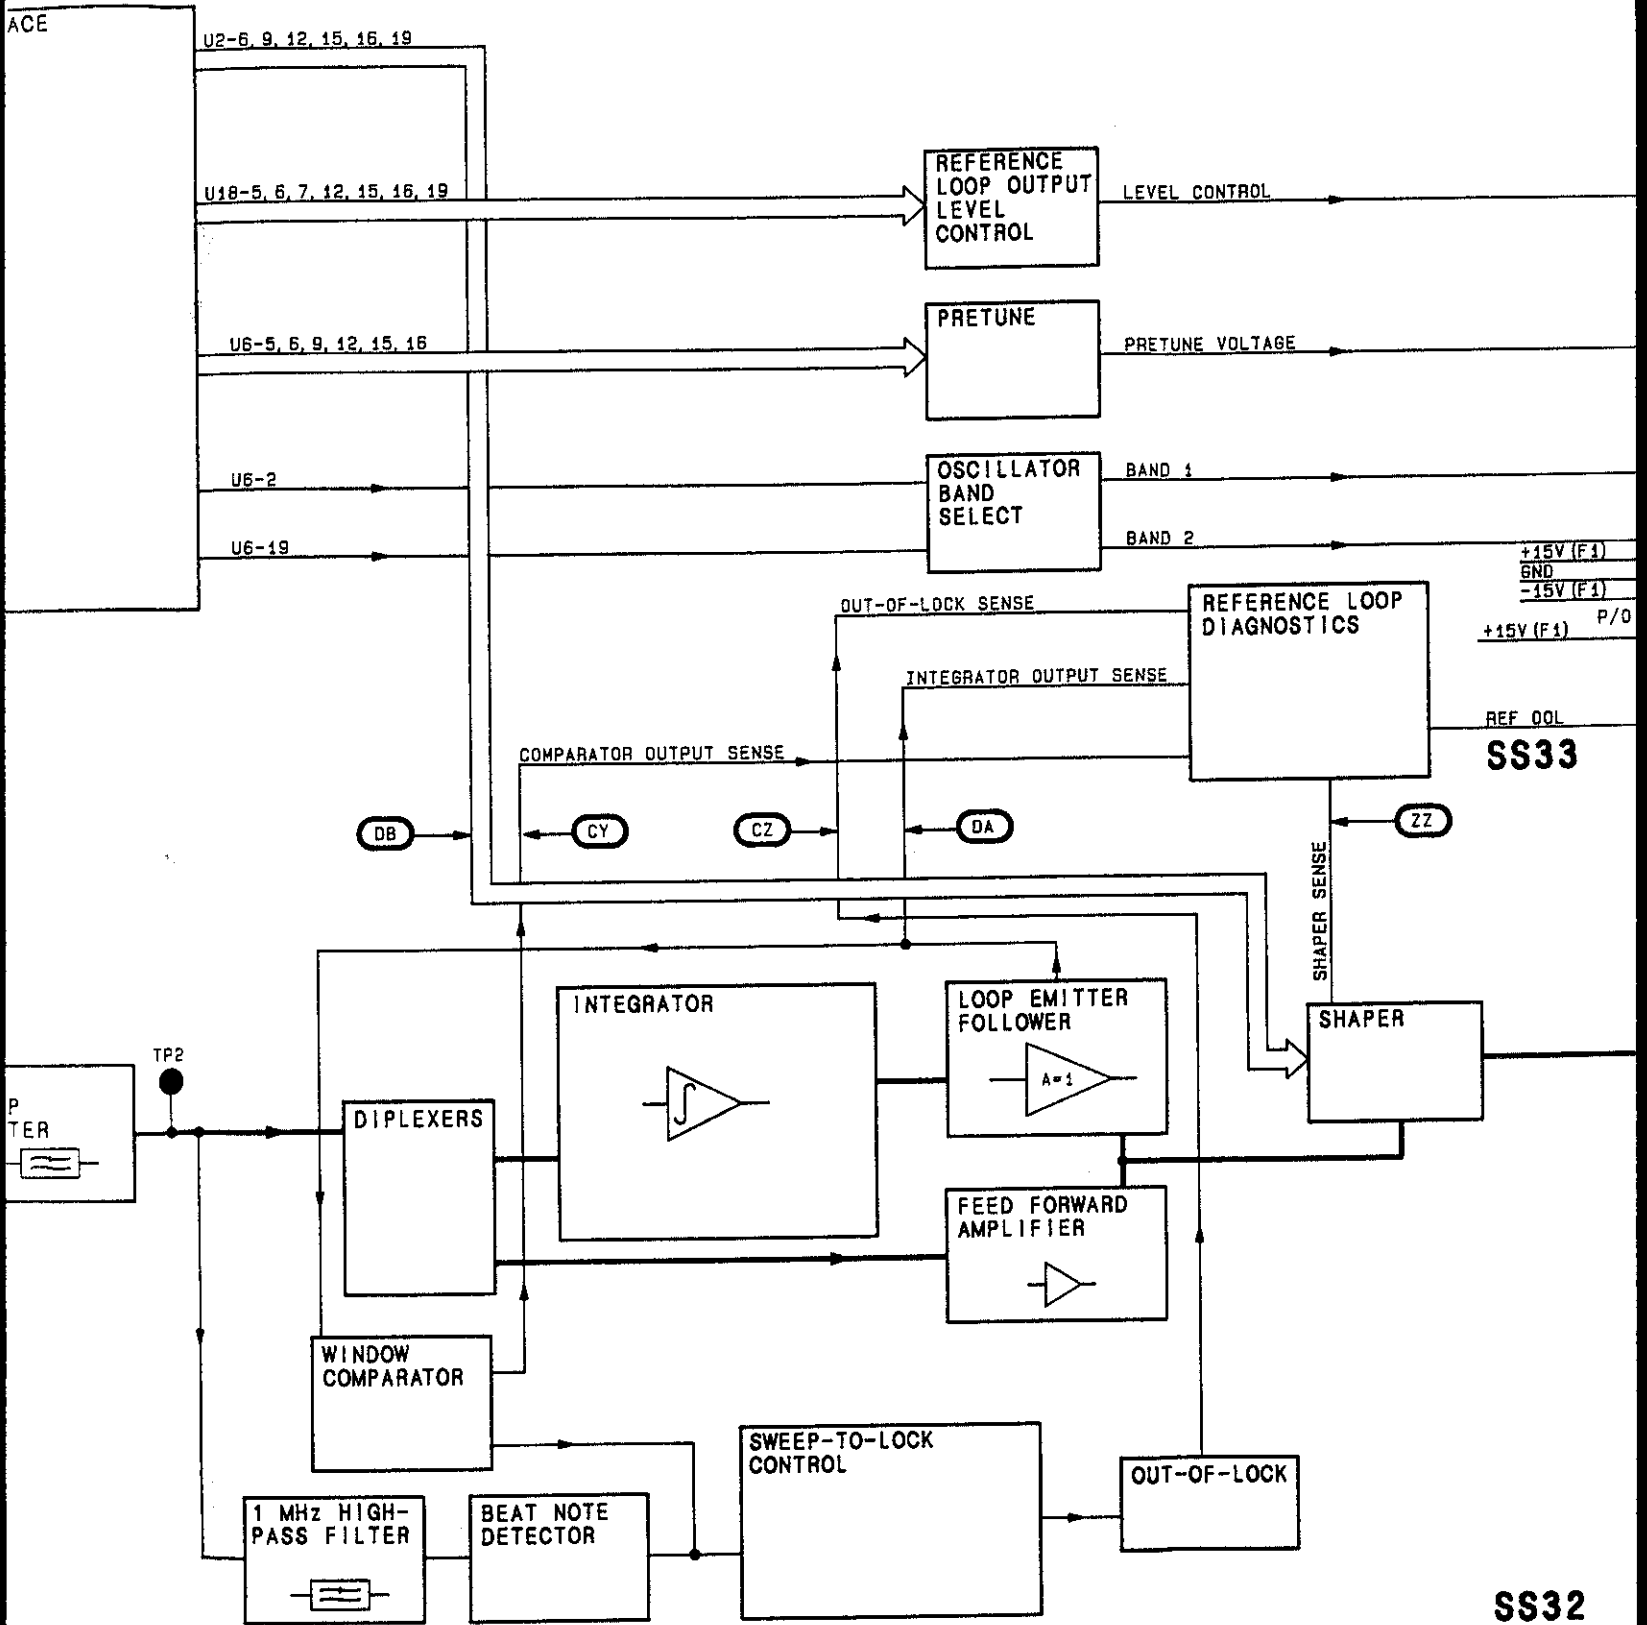 ACE
U2-6, 9, 12, 15, 16, 19
U18-5, 6, 7, 12, 15, 16, 19
REFERENCE
LOOP OUTPUT
LEVEL
CONTROL
LEVEL CONTROL
U6-5, 6, 9, 12, 15, 16
PRETUNE
PRETUNE VOLTAGE
U6-2
OSCILLATOR
BAND
SELECT
BAND 1
U6-19
BAND 2
+15V (F1)
GND
-15V (F1)
P/O
+15V (F1)
OUT-OF-LOCK SENSE
REFERENCE LOOP
DIAGNOSTICS
INTEGRATOR OUTPUT SENSE
REF OOL
SS33
COMPARATOR OUTPUT SENSE
DB
CY
CZ
DA
ZZ
SHAPER SENSE
INTEGRATOR
LOOP EMITTER
FOLLOWER
A=1
SHAPER
TP2
P
TER
DIPLEXERS
FEED FORWARD
AMPLIFIER
WINDOW
COMPARATOR
SWEEP-TO-LOCK
CONTROL
OUT-OF-LOCK
1 MHz HIGH-
PASS FILTER
BEAT NOTE
DETECTOR
SS32